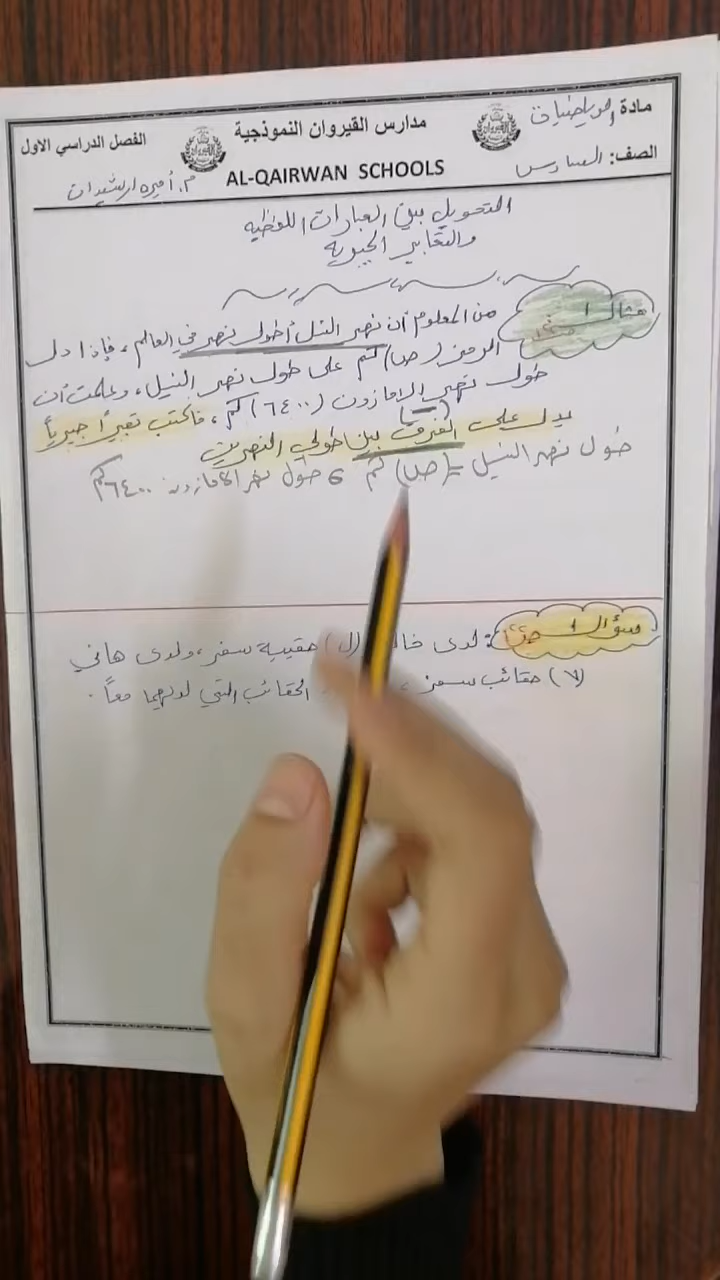 مادة الرياضيات
مدارس القيروان النموذجية
الفصل الدراسي الاول
الصف: السادس
AL-QAIRWAN SCHOOLS
م. أميره الرشيدات
التحويل بين العبارات اللفظيه
والتعابير الجبرية
مثال ١ من المعلوم أن نهر النيل أطول نهر في العالم، فإذا دل
الرمز (ص) كم على طول نهر النيل، وعلمت أن
طول نهر الامازون (٦٤٠٠) كم، فاكتب تعبيراً جبرياً
يدل على الفرق بين طولي النهرين
(-)
طول نهر النيل = (ص) كم 6 طول نهر الامازون ٦٤٠٠ كم
سؤال ١ : لدى (ل) حقيبة سفر، ولدى هاني
(٧) حقائب سفر، الحقائب التي لديهما معاً.